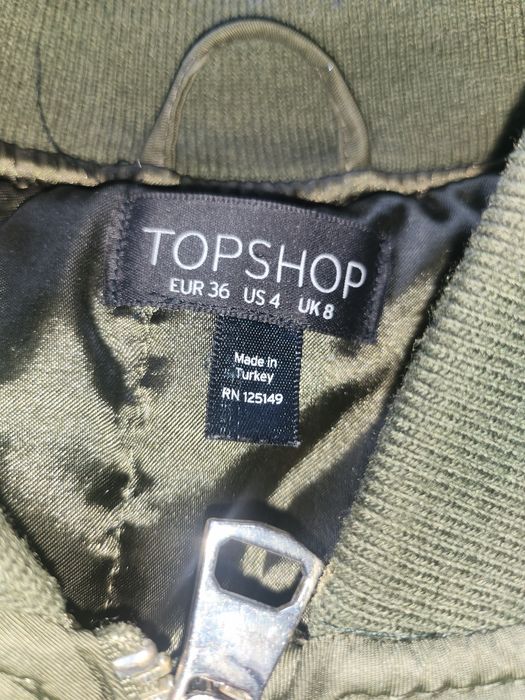 TOPSHOP
EUR 36 US 4 UK 8
Made in
Turkey
RN 125149